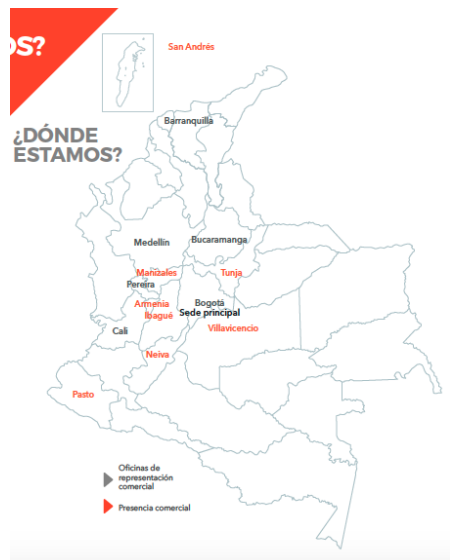 OS?
San Andrés
¿DÓNDE
ESTAMOS?
Barranquilla
Medellín
Bucaramanga
Manizales
Tunja
Pereira
Armenia
Ibagué
Bogotá
Sede principal
Cali
Villavicencio
Neiva
Pasto
Oficinas de
representación
comercial
Presencia comercial